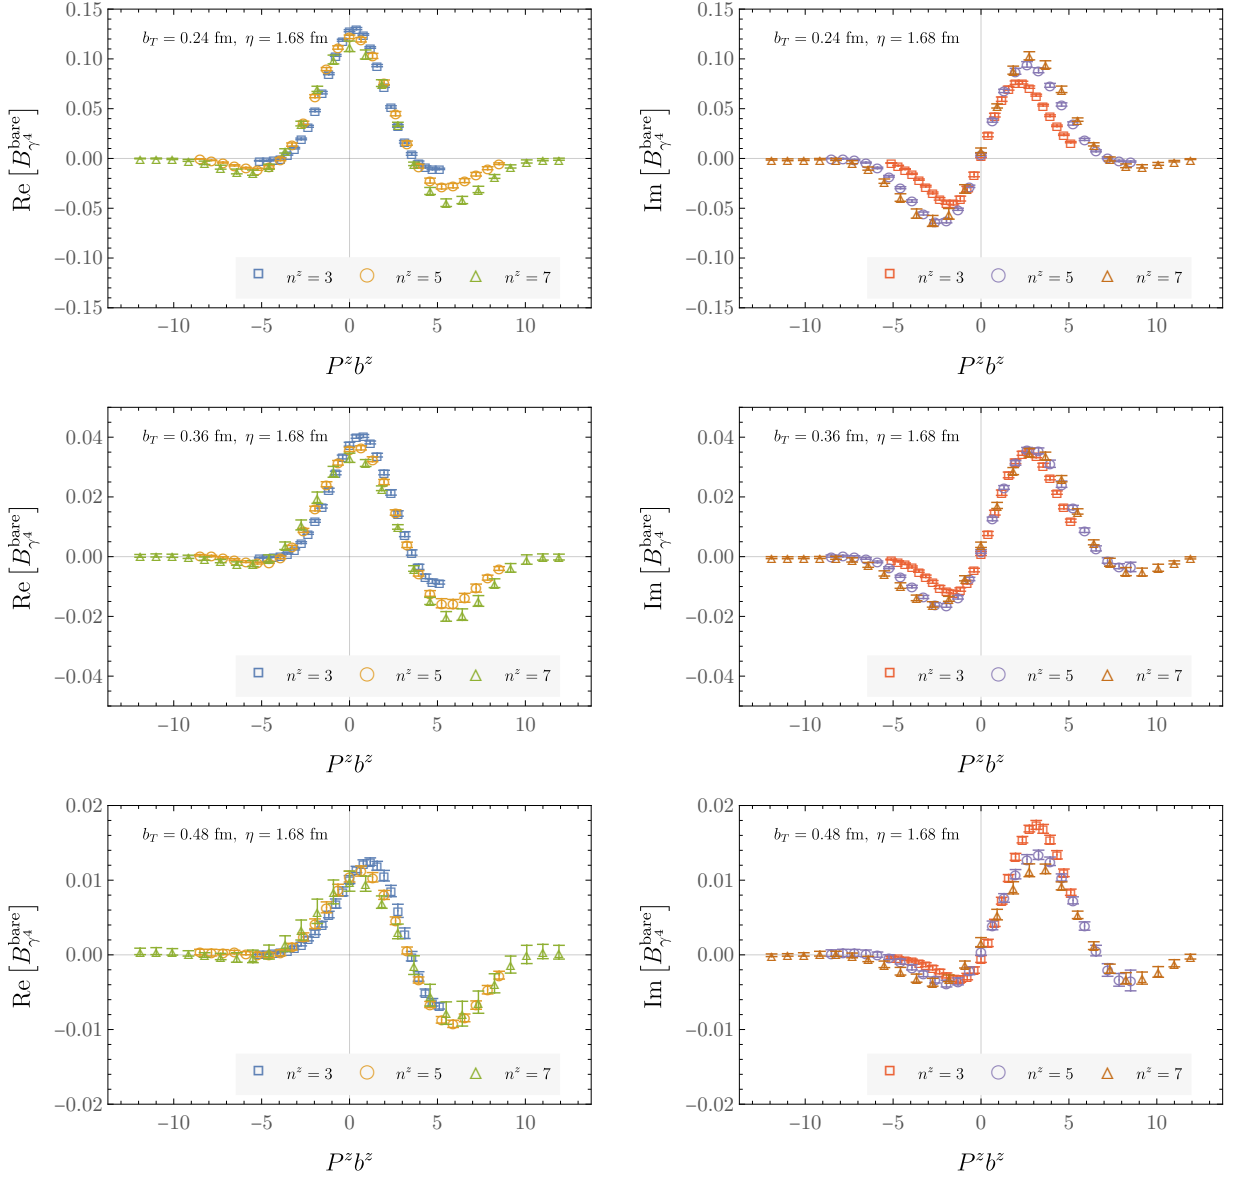 b_T = 0.24 fm, η = 1.68 fm
Re [B^bare_γ⁴]
0.15
0.10
0.05
0.00
−0.05
−0.10
−0.15
n^z = 3 n^z = 5 n^z = 7
−10 −5 0 5 10
P^z b^z
b_T = 0.24 fm, η = 1.68 fm
Im [B^bare_γ⁴]
0.15
0.10
0.05
0.00
−0.05
−0.10
−0.15
n^z = 3 n^z = 5 n^z = 7
−10 −5 0 5 10
P^z b^z
b_T = 0.36 fm, η = 1.68 fm
Re [B^bare_γ⁴]
0.04
0.02
0.00
−0.02
−0.04
n^z = 3 n^z = 5 n^z = 7
−10 −5 0 5 10
P^z b^z
b_T = 0.36 fm, η = 1.68 fm
Im [B^bare_γ⁴]
0.04
0.02
0.00
−0.02
−0.04
n^z = 3 n^z = 5 n^z = 7
−10 −5 0 5 10
P^z b^z
b_T = 0.48 fm, η = 1.68 fm
Re [B^bare_γ⁴]
0.02
0.01
0.00
−0.01
−0.02
n^z = 3 n^z = 5 n^z = 7
−10 −5 0 5 10
P^z b^z
b_T = 0.48 fm, η = 1.68 fm
Im [B^bare_γ⁴]
0.02
0.01
0.00
−0.01
−0.02
n^z = 3 n^z = 5 n^z = 7
−10 −5 0 5 10
P^z b^z